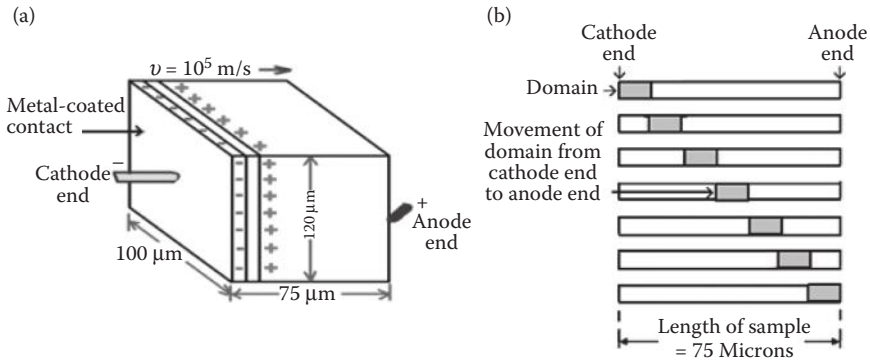 (a)
υ = 10⁵ m/s
Metal-coated
contact
Cathode
end
−
+
Anode
end
100 μm
120 μm
75 μm
(b)
Cathode
end
Anode
end
Domain
Movement of
domain from
cathode end
to anode end
Length of sample
= 75 Microns